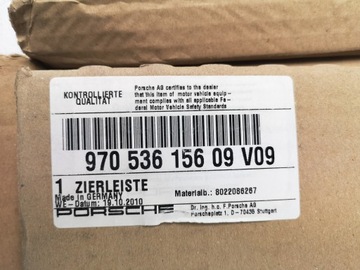 KONTROLLIERTE
QUALITÄT
Porsche AG certifies to the dealer
that this item of motor vehicle equip-
ment complies with all applicable Fe-
deral Motor Vehicle Safety Standards
970 536 156 09 V09
1 ZIERLEISTE
Made in GERMANY
WE-Datum: 19.10.2010
Materialb.: 8022086267
PORSCHE
Dr. Ing. h.c. F. Porsche AG
Porscheplatz 1, D - 70435 Stuttgart